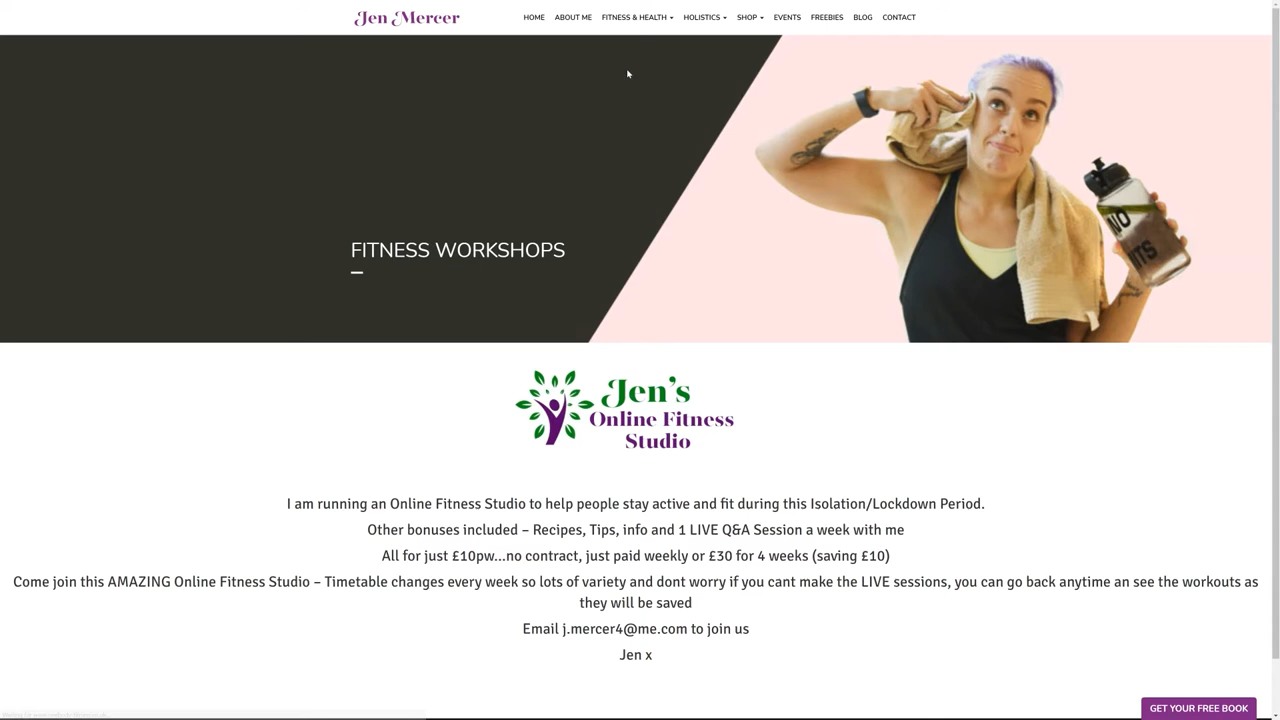 Jen Mercer
HOME ABOUT ME FITNESS & HEALTH HOLISTICS SHOP EVENTS FREEBIES BLOG CONTACT
NO
FITNESS WORKSHOPS
Jen's
Online Fitness
Studio
I am running an Online Fitness Studio to help people stay active and fit during this Isolation/Lockdown Period.
Other bonuses included – Recipes, Tips, info and 1 LIVE Q&A Session a week with me
All for just £10pw...no contract, just paid weekly or £30 for 4 weeks (saving £10)
Come join this AMAZING Online Fitness Studio – Timetable changes every week so lots of variety and dont worry if you cant make the LIVE sessions, you can go back anytime an see the workouts as
they will be saved
Email j.mercer4@me.com to join us
Jen x
GET YOUR FREE BOOK